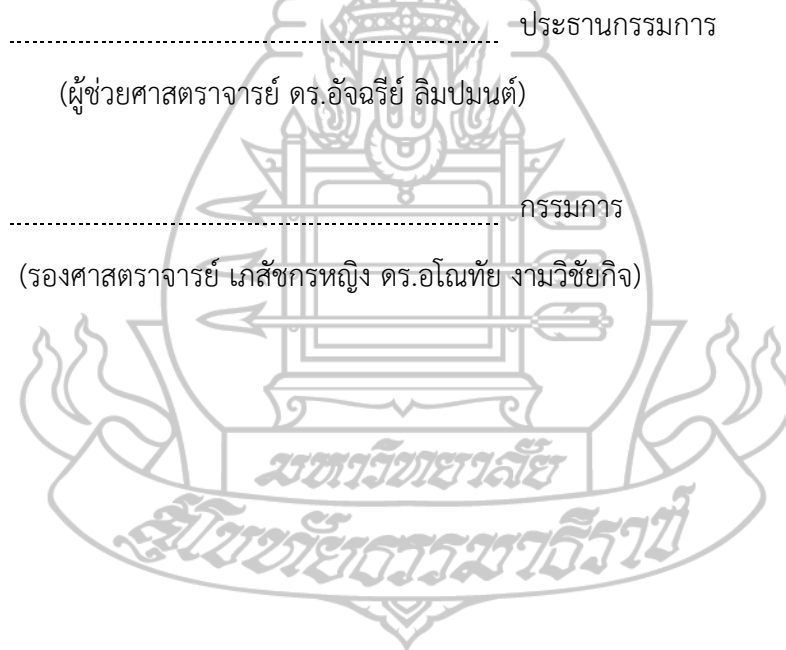 ประธานกรรมการ
(ผู้ช่วยศาสตราจารย์ ดร.อัจฉรีย์ ลิมปมนต์)
กรรมการ
(รองศาสตราจารย์ เภสัชกรหญิง ดร.อโณทัย งามวิชัยกิจ)
มหาวิทยาลัย
สุโขทัยธรรมาธิราช